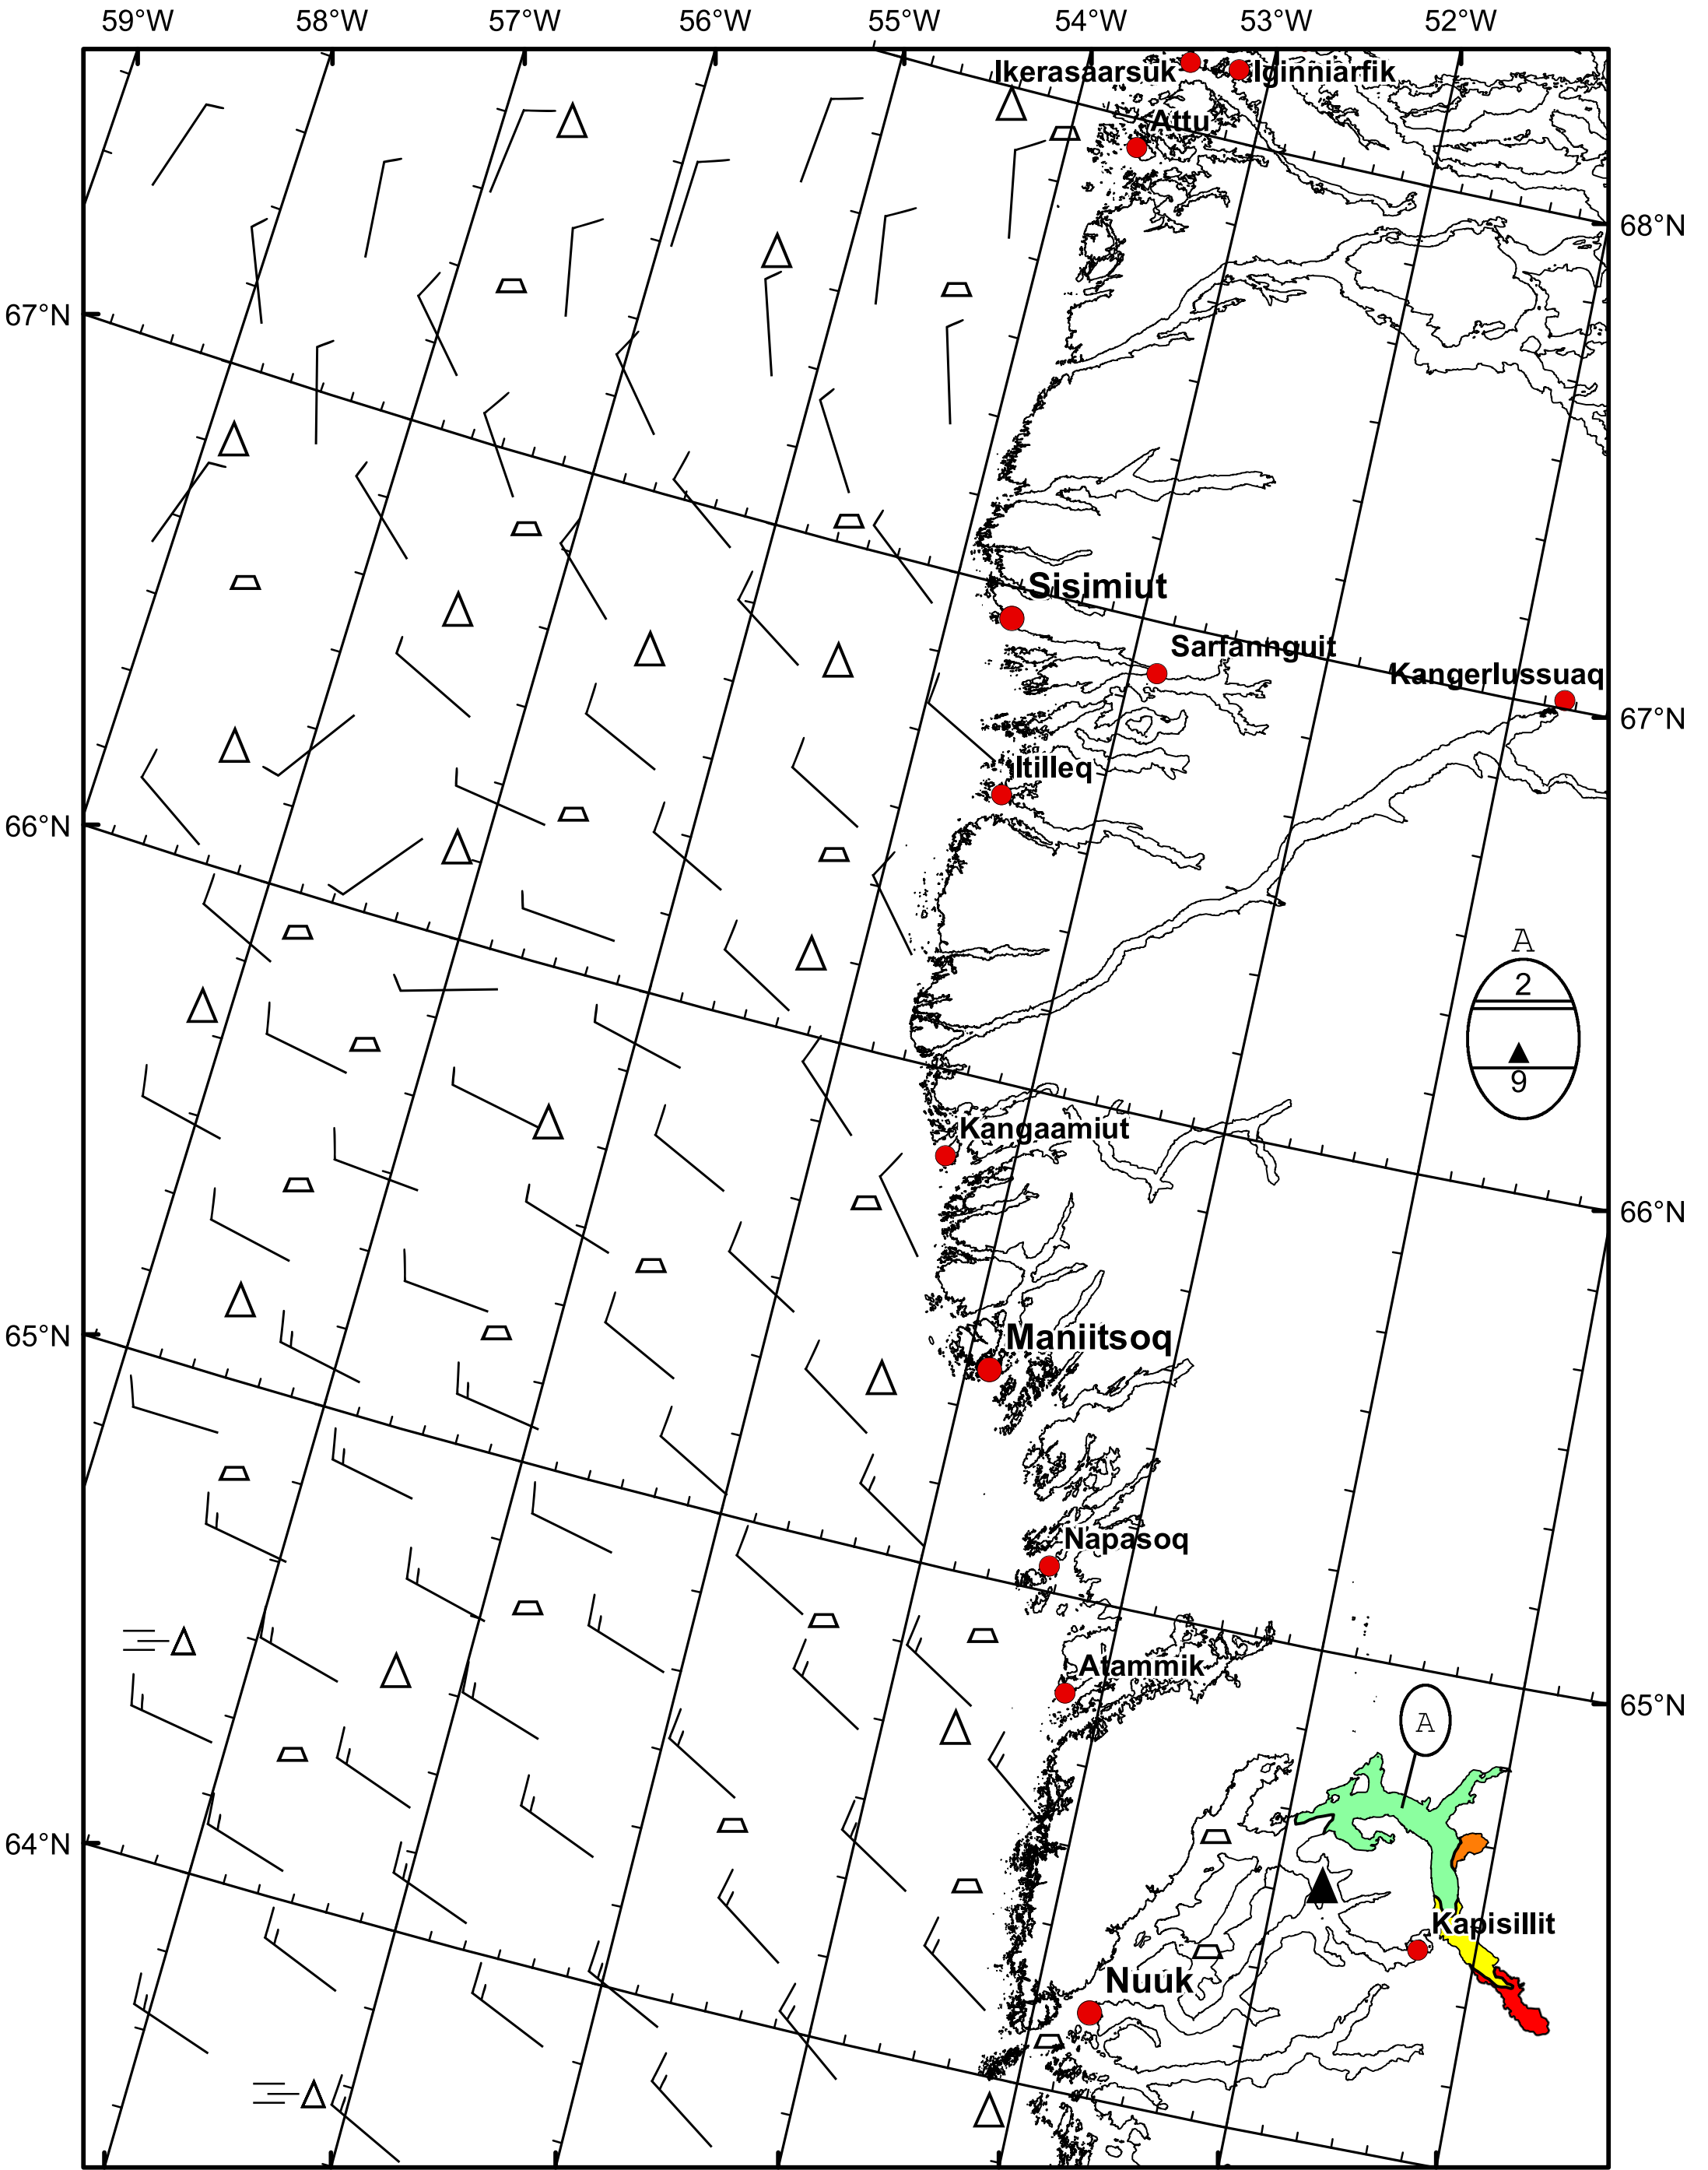 59°W 58°W 57°W 56°W 55°W 54°W 53°W 52°W
Ikerasaarsuk Iginniarfik
Attu
68°N
67°N
Sisimiut
Sarfannguit
Kangerlussuaq
67°N
Itilleq
66°N
A
2
9
Kangaamiut
66°N
65°N
Maniitsoq
Napasoq
Atammik
65°N
A
64°N
Kapisillit
Nuuk